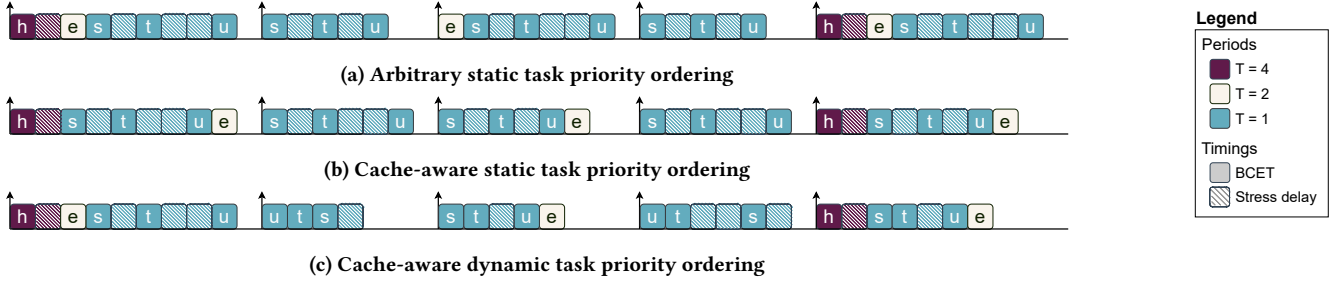 h e s t u s t u e s t u s t u h e s t u
(a) Arbitrary static task priority ordering
h s t u e s t u s t u e s t u h s t u e
(b) Cache-aware static task priority ordering
h e s t u u t s s t u e u t s h s t u e
(c) Cache-aware dynamic task priority ordering
Legend
Periods
T = 4
T = 2
T = 1
Timings
BCET
Stress delay